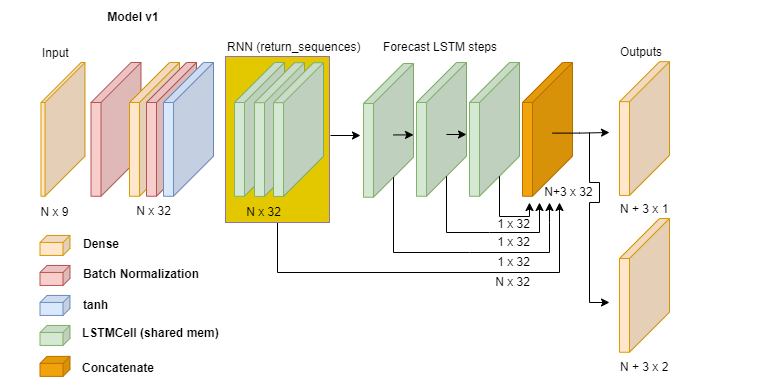 Model v1
Input
RNN (return_sequences)
Forecast LSTM steps
Outputs
N x 9
N x 32
N x 32
N+3 x 32
1 x 32
1 x 32
1 x 32
N x 32
N + 3 x 1
N + 3 x 2
Dense
Batch Normalization
tanh
LSTMCell (shared mem)
Concatenate